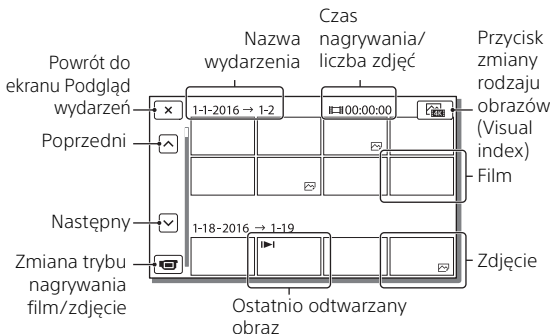 Czas
nagrywania/
liczba zdjęć
Nazwa
wydarzenia
Przycisk
zmiany
rodzaju
obrazów
(Visual
index)
Powrót do
ekranu Podgląd
wydarzeń
1-1-2016 → 1-2
00:00:00
4K
Poprzedni
Film
Następny
1-18-2016 → 1-19
Zmiana trybu
nagrywania
film/zdjęcie
Zdjęcie
Ostatnio odtwarzany
obraz